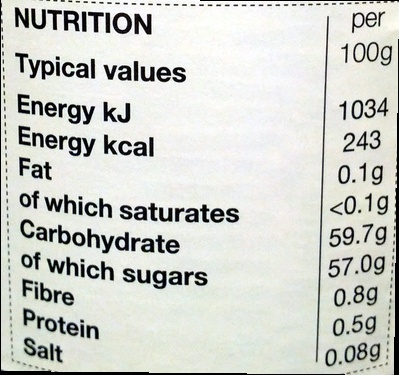 NUTRITION per
Typical values 100g
Energy kJ 1034
Energy kcal 243
Fat 0.1g
of which saturates <0.1g
Carbohydrate 59.7g
of which sugars 57.0g
Fibre 0.8g
Protein 0.5g
Salt 0.08g